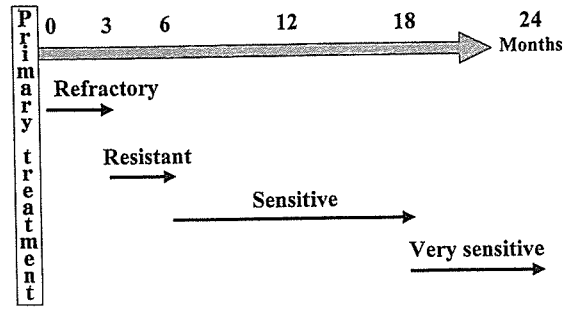 Primary treatment
0 3 6 12 18 24
Months
Refractory
Resistant
Sensitive
Very sensitive